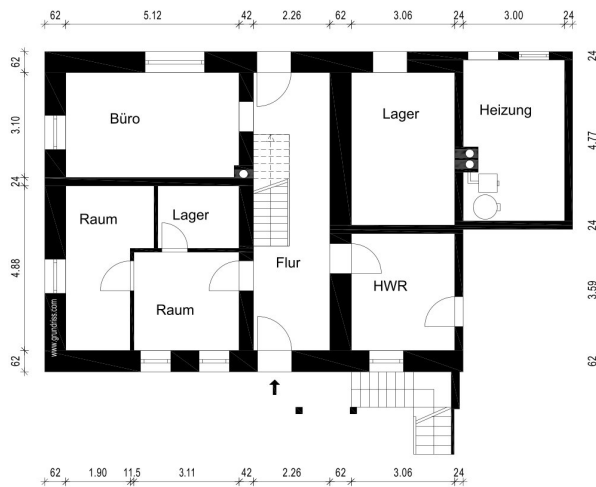 62 5.12 42 2.26 62 3.06 24 3.00 24
62
3.10
24
4.88
62
24
4.77
24
3.59
62
Büro
Lager
Heizung
Raum
Lager
Flur
HWR
Raum
www.grundriss.com
62 1.90 11.5 3.11 42 2.26 62 3.06 24